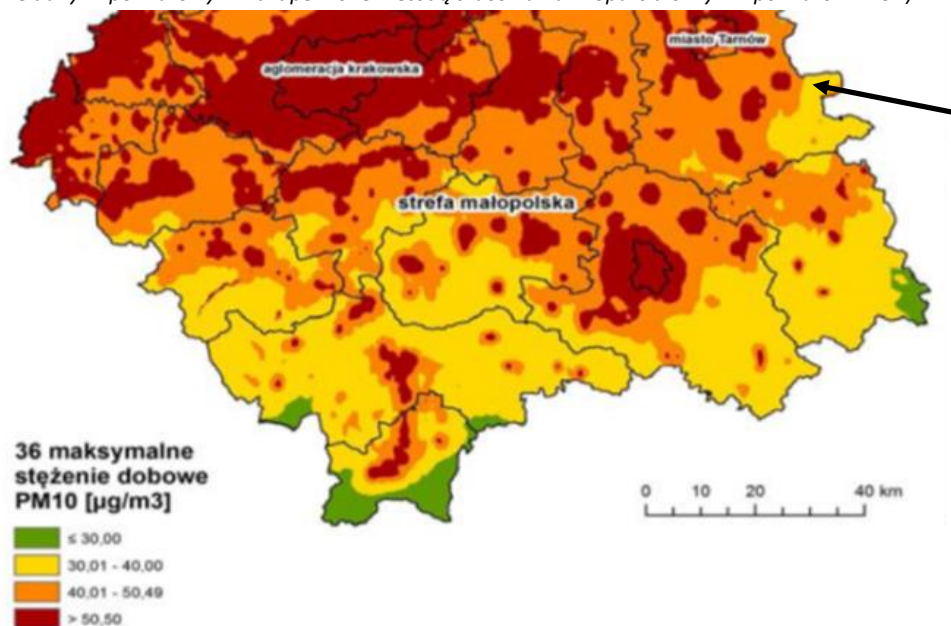 miasto Tarnów
aglomeracja krakowska
strefa małopolska
36 maksymalne
stężenie dobowe
PM10 [µg/m3]
≤ 30,00
30,01 - 40,00
40,01 - 50,49
> 50,50
0 10 20 40 km